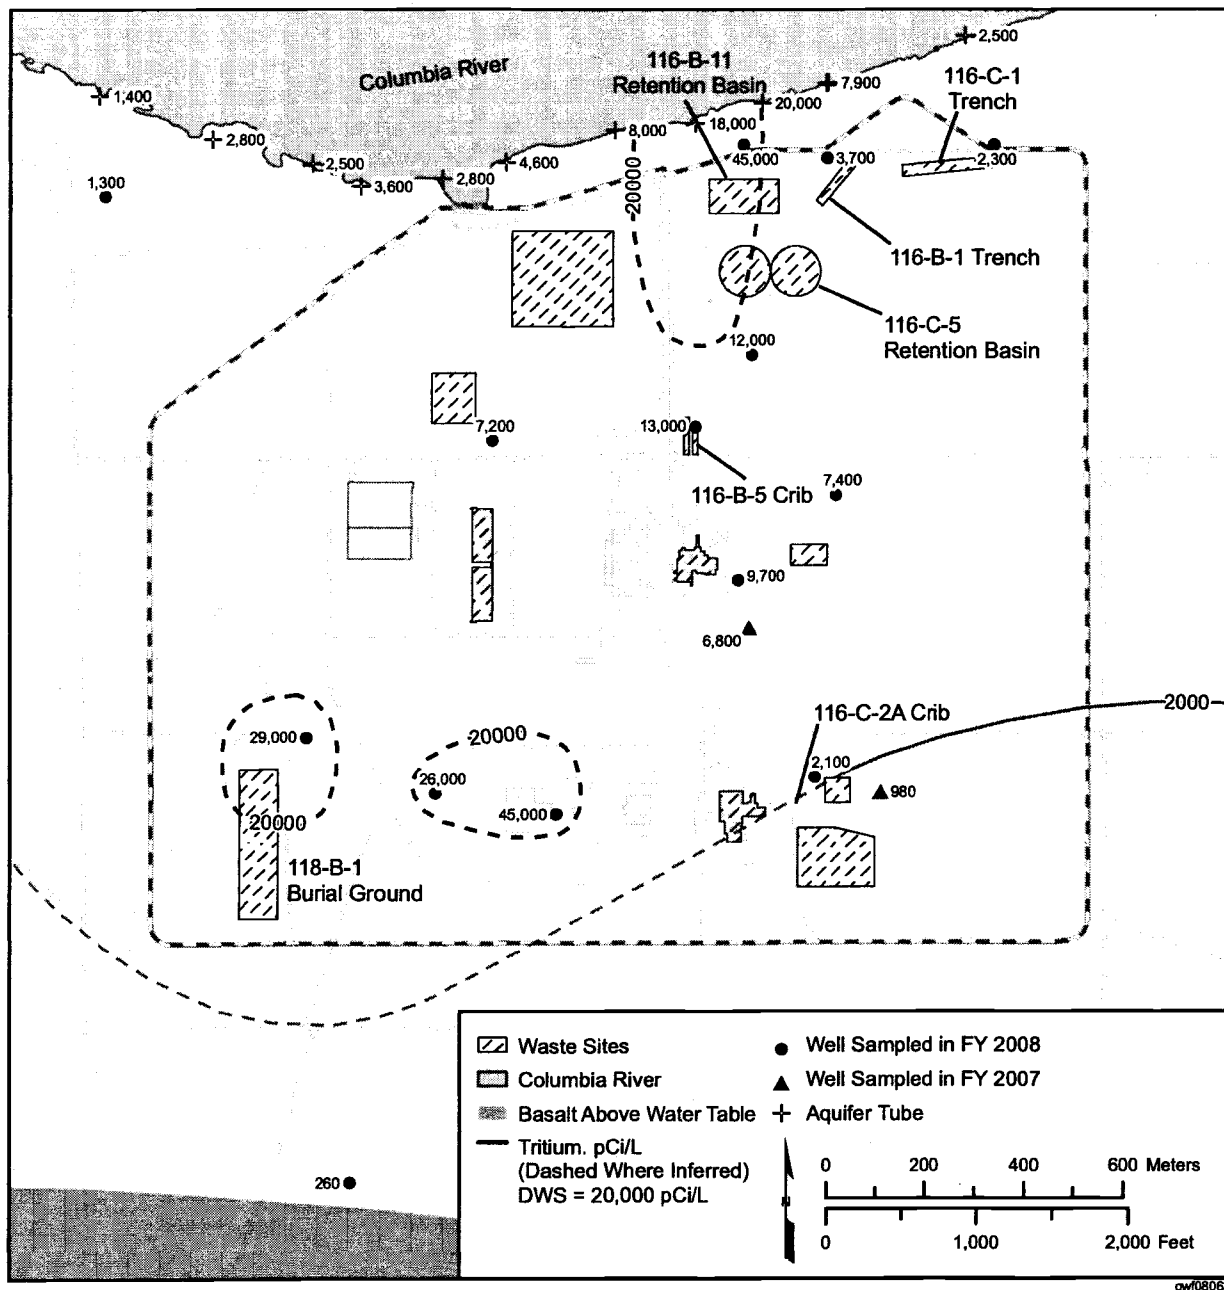 2,500
Columbia River
116-B-11
Retention Basin
116-C-1
Trench
1,400
7,900
20,000
18,000
8,000
2,800
2,500
4,600
3,600
2,800
45,000
3,700
2,300
1,300
20000
116-B-1 Trench
116-C-5
Retention Basin
12,000
7,200
13,000
116-B-5 Crib
7,400
9,700
6,800
116-C-2A Crib
2000
29,000
20000
26,000
45,000
2,100
980
20000
118-B-1
Burial Ground
260
Waste Sites
Columbia River
Basalt Above Water Table
Tritium. pCi/L
(Dashed Where Inferred)
DWS = 20,000 pCi/L
Well Sampled in FY 2008
Well Sampled in FY 2007
Aquifer Tube
0 200 400 600 Meters
0 1,000 2,000 Feet
gwf0806